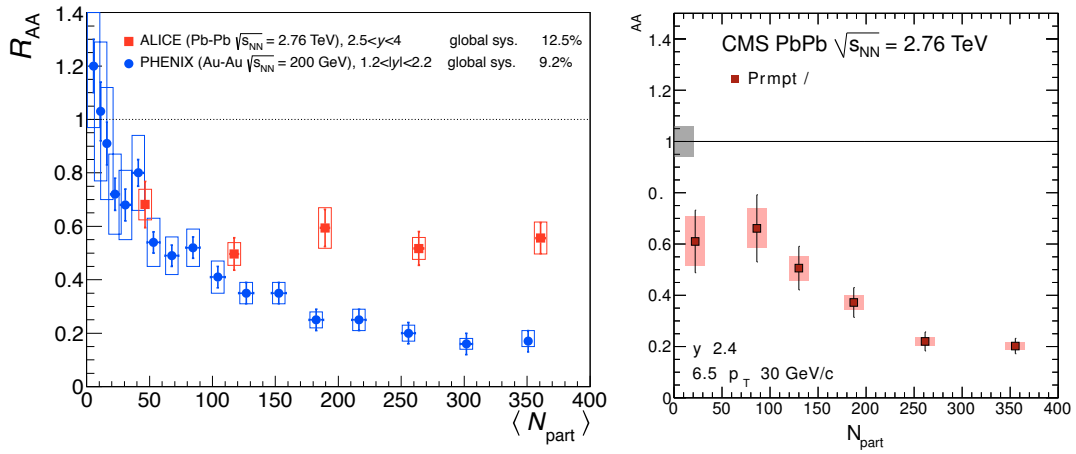 R_AA
1.4
1.2
1
0.8
0.6
0.4
0.2
0
ALICE (Pb-Pb √s_NN = 2.76 TeV), 2.5<y<4 global sys. 12.5%
PHENIX (Au-Au √s_NN = 200 GeV), 1.2<|y|<2.2 global sys. 9.2%
0 50 100 150 200 250 300 350 400
⟨ N_part ⟩
AA
1.4
1.2
1
0.
0.6
0.4
0.2
0
CMS PbPb √s_NN = 2.76 TeV
Prmpt /
y 2.4
6.5 p_T 30 GeV/c
0 50 100 150 200 250 300 350 400
N_part